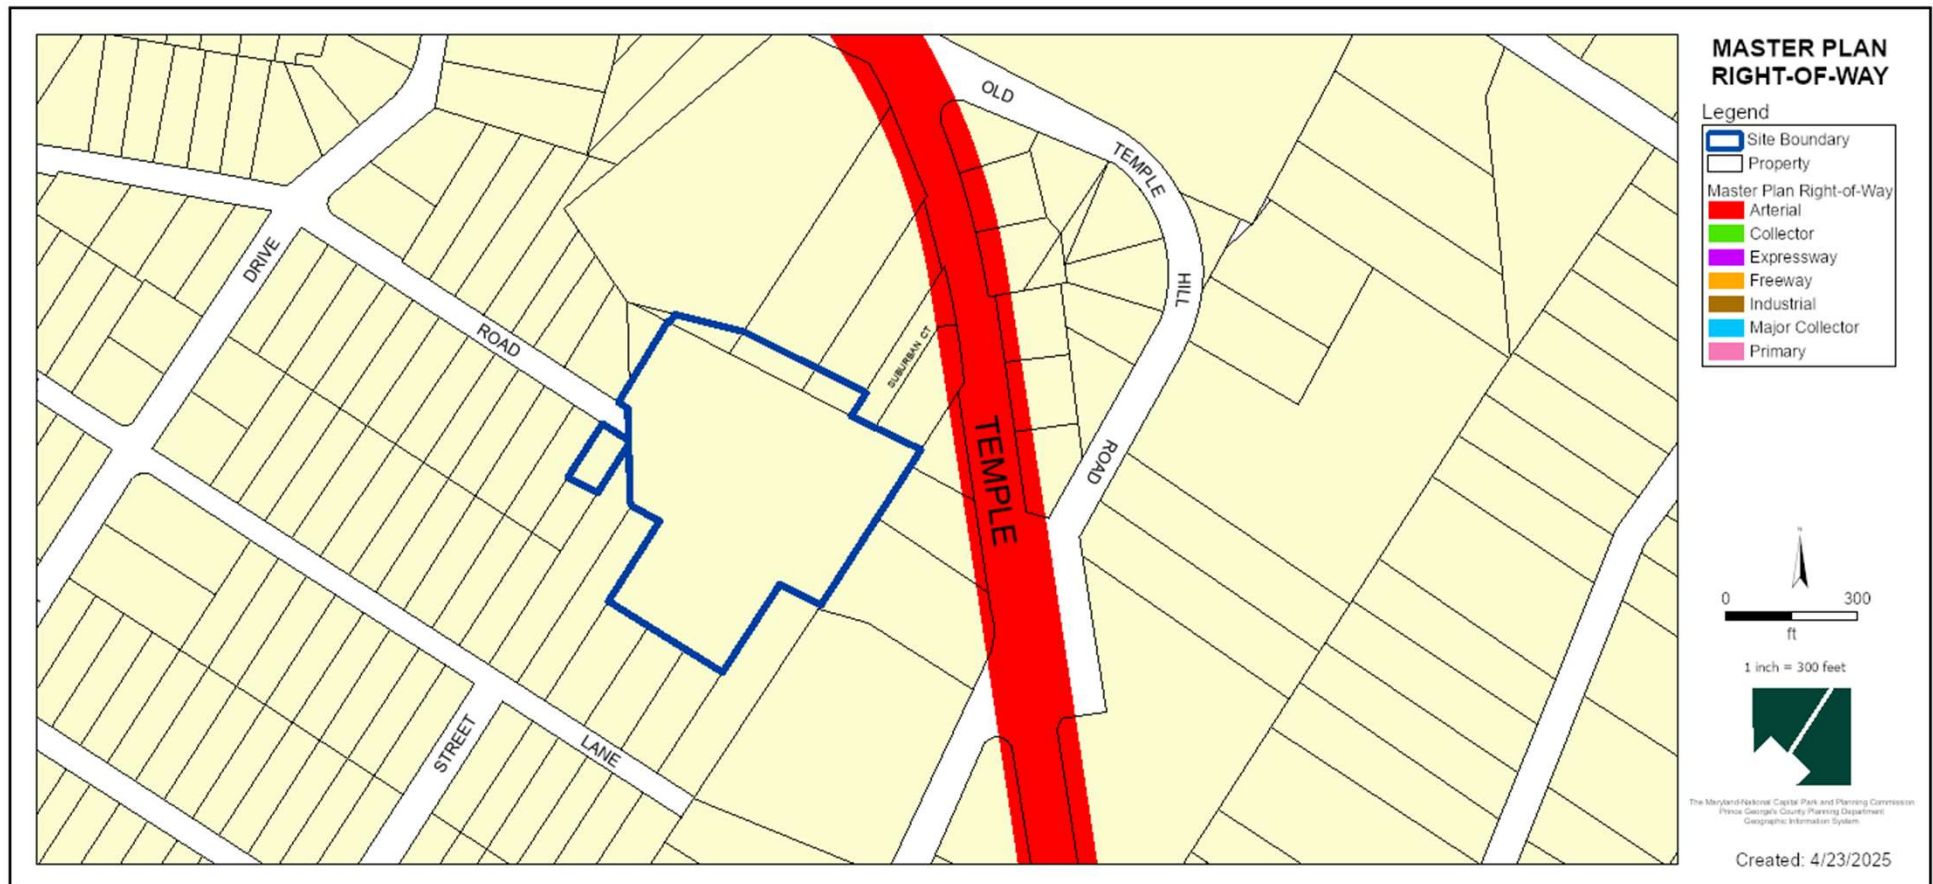 MASTER PLAN
RIGHT-OF-WAY
Legend
Site Boundary
Property
Master Plan Right-of-Way
Arterial
Collector
Expressway
Freeway
Industrial
Major Collector
Primary
OLD
TEMPLE
HILL
ROAD
DRIVE
ROAD
SUBURBAN CT
TEMPLE
STREET
LANE
N
0 300
ft
1 inch = 300 feet
The Maryland-National Capital Park and Planning Commission
Prince George's County Planning Department
Geographic Information System
Created: 4/23/2025